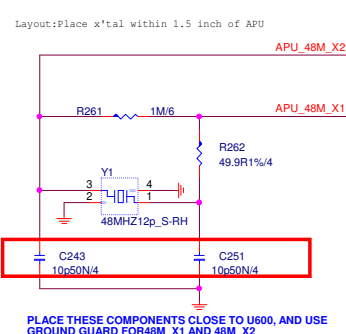 Layout:Place x'tal within 1.5 inch of APU
APU_48M_X2
R261 1M/6 APU_48M_X1
R262
49.9R1%/4
Y1
3 4
2 1
48MHZ12p_S-RH
C243 C251
10p50N/4 10p50N/4
PLACE THESE COMPONENTS CLOSE TO U600, AND USE
GROUND GUARD FOR48M_X1 AND 48M_X2